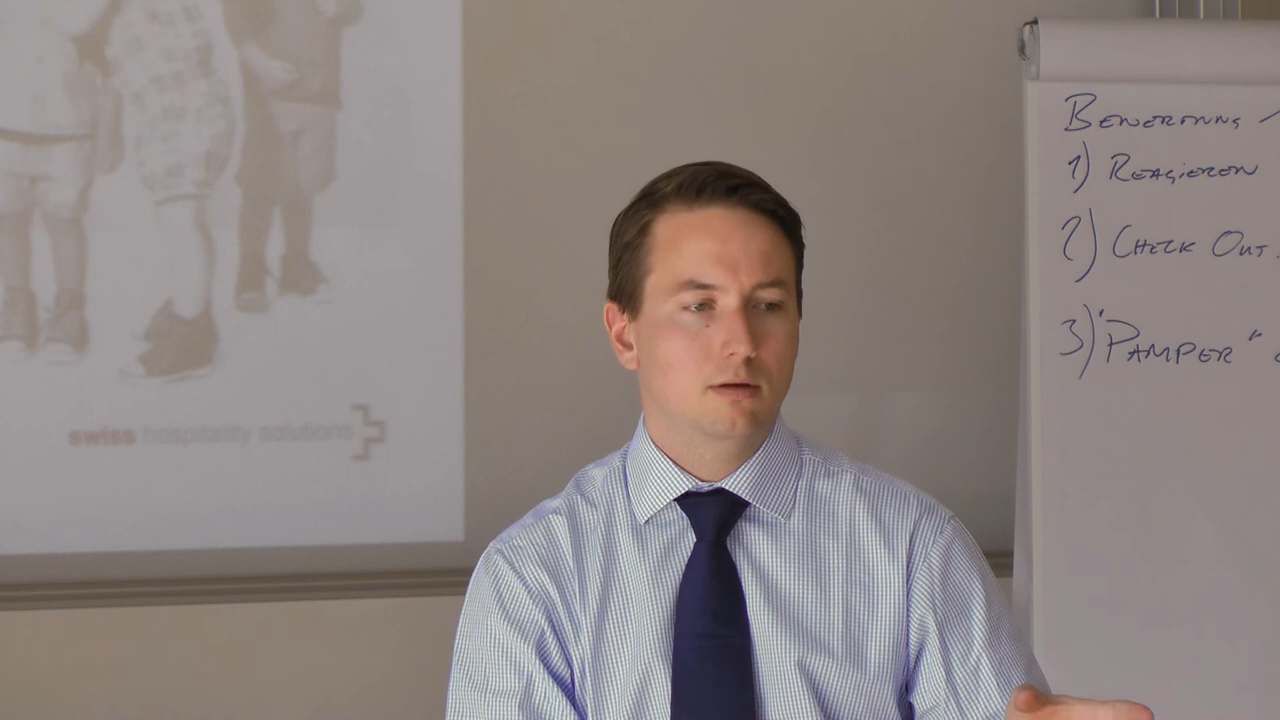 swiss hospitality solutions
BEWERTUNG
1) REAGIEREN
2) CHECK OUT
3) "PAMPER"